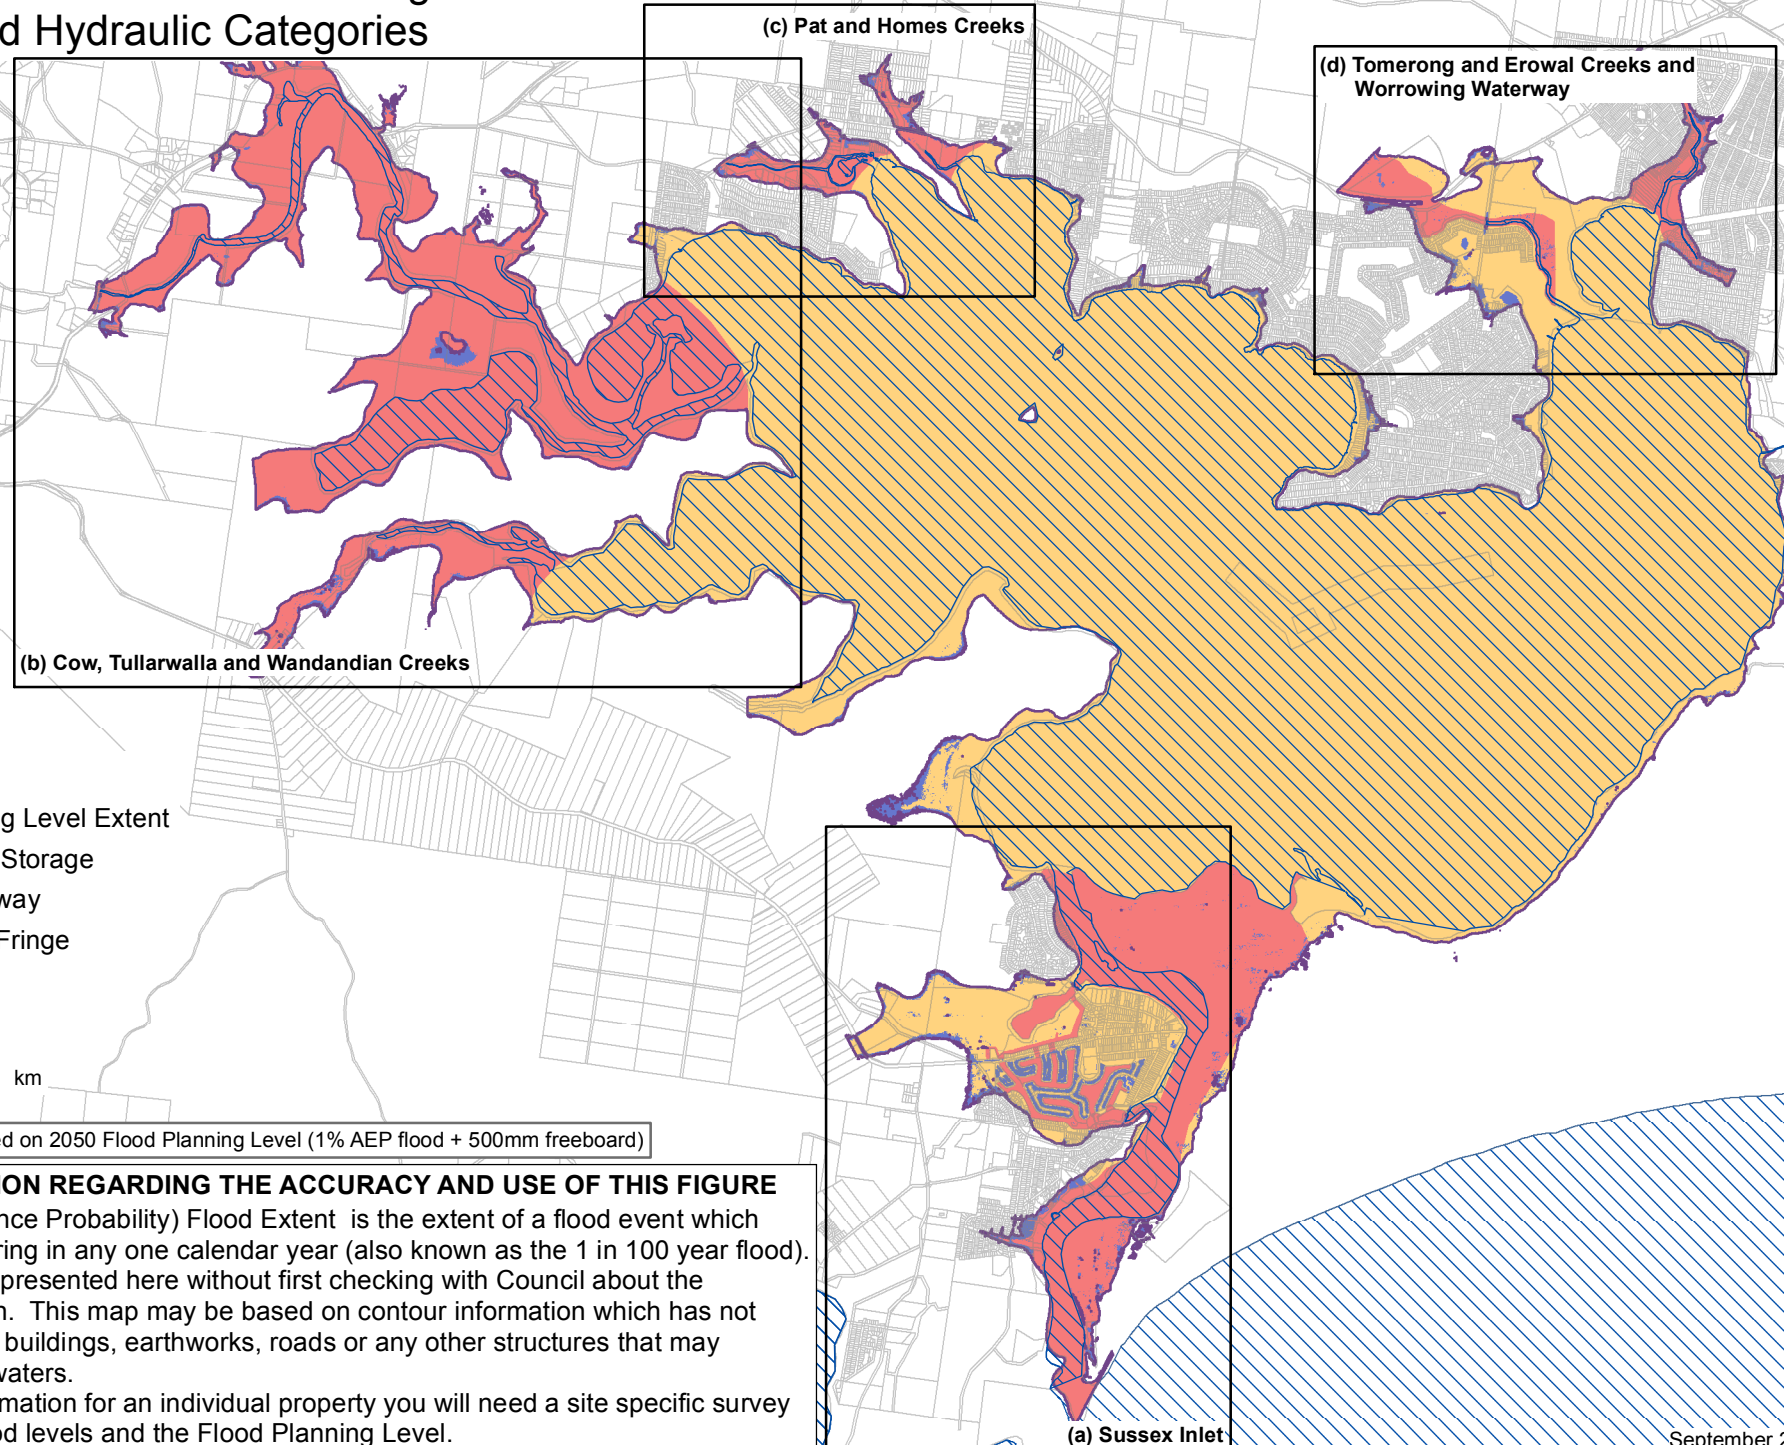 d Hydraulic Categories
(c) Pat and Homes Creeks
(d) Tomerong and Erowal Creeks and
Worrowing Waterway
(b) Cow, Tullarwalla and Wandandian Creeks
g Level Extent
Storage
way
Fringe
km
ed on 2050 Flood Planning Level (1% AEP flood + 500mm freeboard)
ION REGARDING THE ACCURACY AND USE OF THIS FIGURE
nce Probability) Flood Extent is the extent of a flood event which
ring in any one calendar year (also known as the 1 in 100 year flood).
presented here without first checking with Council about the
n. This map may be based on contour information which has not
buildings, earthworks, roads or any other structures that may
waters.
mation for an individual property you will need a site specific survey
od levels and the Flood Planning Level.
(a) Sussex Inlet
September 2